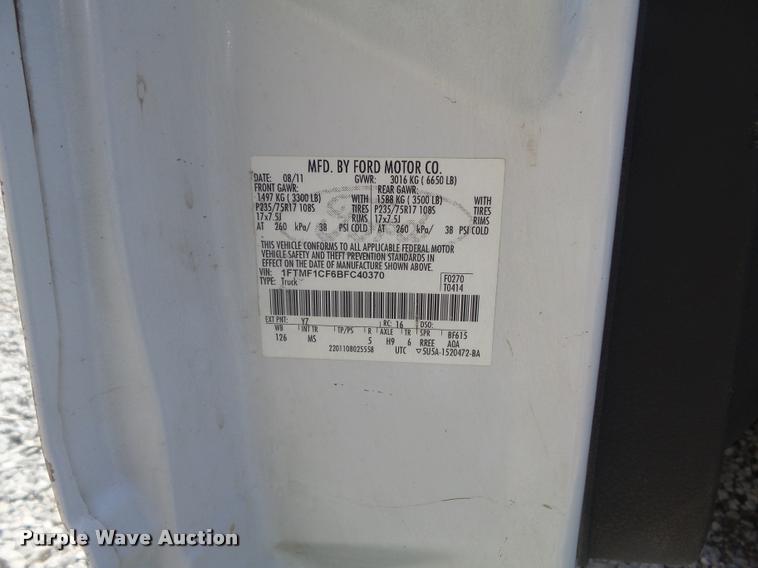 MFD. BY FORD MOTOR CO.
DATE: 08/11 GVWR: 3016 KG ( 6650 LB)
FRONT GAWR: REAR GAWR:
1497 KG ( 3300 LB) WITH 1588 KG ( 3500 LB) WITH
P235/75R17 108S TIRES P235/75R17 108S TIRES
17x7.5J RIMS 17x7.5J RIMS
AT 260 kPa/ 38 PSI COLD AT 260 kPa/ 38 PSI COLD
THIS VEHICLE CONFORMS TO ALL APPLICABLE FEDERAL MOTOR
VEHICLE SAFETY AND THEFT PREVENTION STANDARDS IN
EFFECT ON THE DATE OF MANUFACTURE SHOWN ABOVE.
VIN: 1FTMF1CF6BFC40370 F0270
TYPE: Truck T0414
EXT PNT: Y7 RC: 16 DSO:
WB INT TR TP/PS R AXLE TR SPR BF615
126 MS 5 H9 6 RREE AQA
2201108025558 UTC ▽5U5A-1520472-BA
Ford
Purple Wave Auction